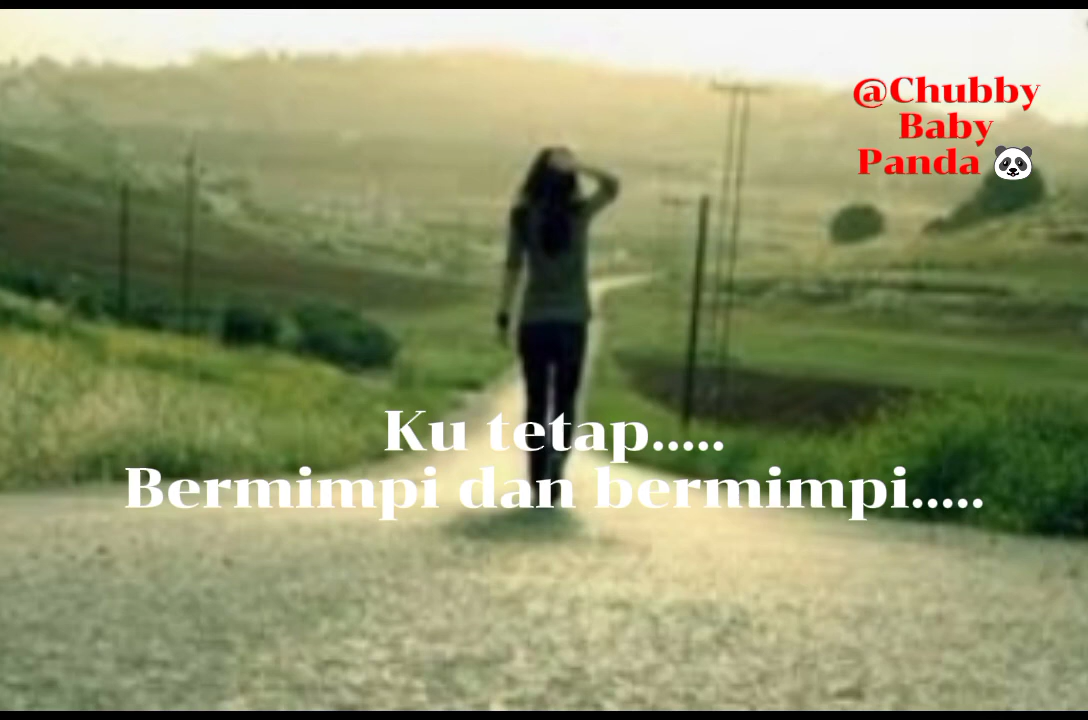 @Chubby
Baby
Panda 🐼
Ku tetap.....
Bermimpi dan bermimpi.....